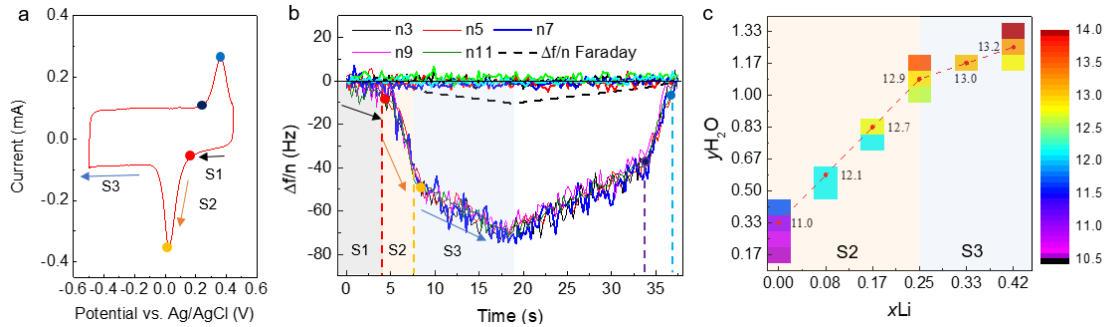 a
0.4
0.2
0.0
-0.2
-0.4
Current (mA)
S1
S2
S3
-0.6 -0.4 -0.2 0.0 0.2 0.4 0.6
Potential vs. Ag/AgCl (V)
b
n3 n5 n7
n9 n11 Δf/n Faraday
20
0
-20
-40
-60
-80
Δf/n (Hz)
S1 S2 S3
0 5 10 15 20 25 30 35
Time (s)
c
1.33
1.17
1.00
0.83
0.67
0.50
0.33
0.17
yH2O
11.0
12.1
12.7
12.9
13.0
13.2
S2 S3
0.00 0.08 0.17 0.25 0.33 0.42
xLi
14.0
13.5
13.0
12.5
12.0
11.5
11.0
10.5